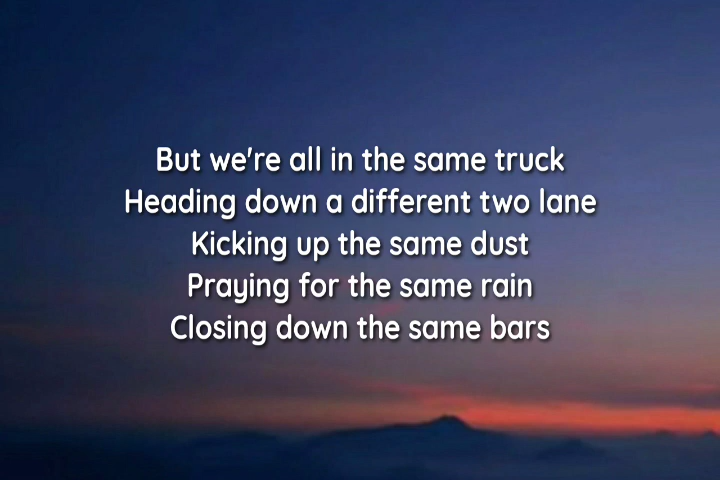 But we're all in the same truck
Heading down a different two lane
Kicking up the same dust
Praying for the same rain
Closing down the same bars